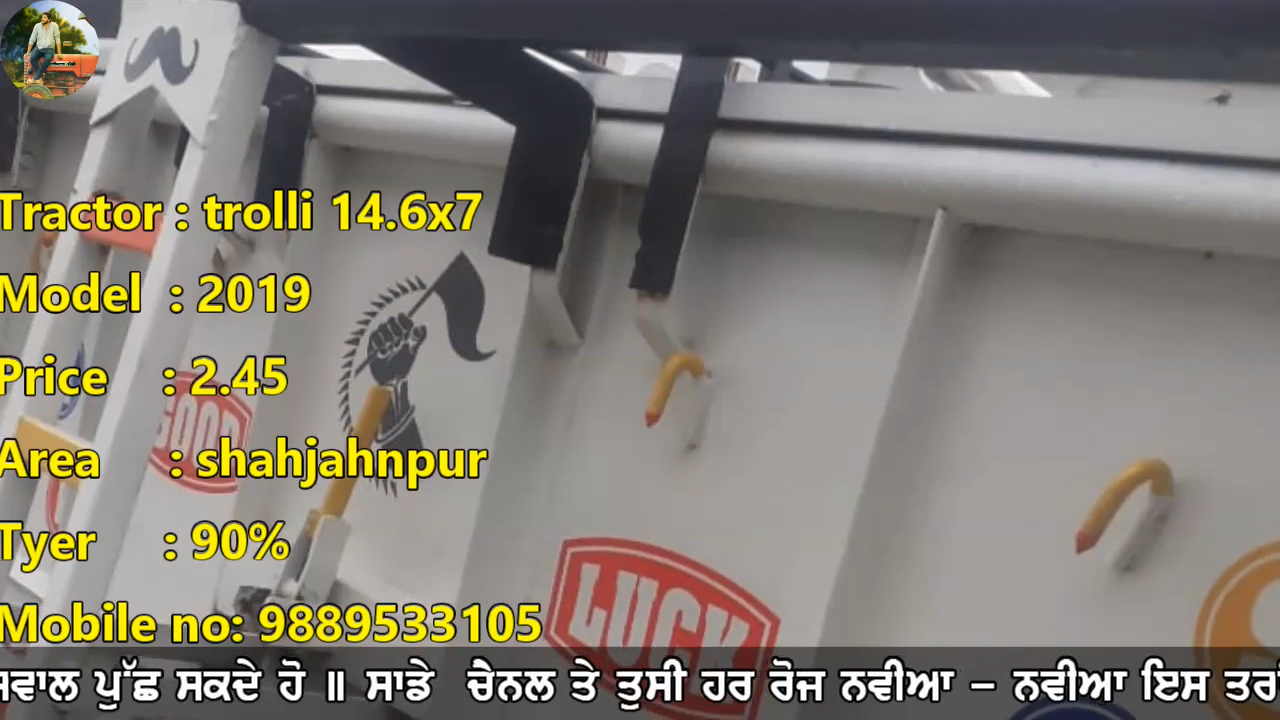 Tractor : trolli 14.6x7
Model : 2019
Price : 2.45
GOOD
Area : shahjahnpur
Tyer : 90%
LUCK
Mobile no: 9889533105
ਸਵਾਲ ਪੁੱਛ ਸਕਦੇ ਹੋ ॥ ਸਾਡੇ ਚੈਨਲ ਤੇ ਤੁਸੀ ਹਰ ਰੋਜ ਨਵੀਆ – ਨਵੀਆ ਇਸ